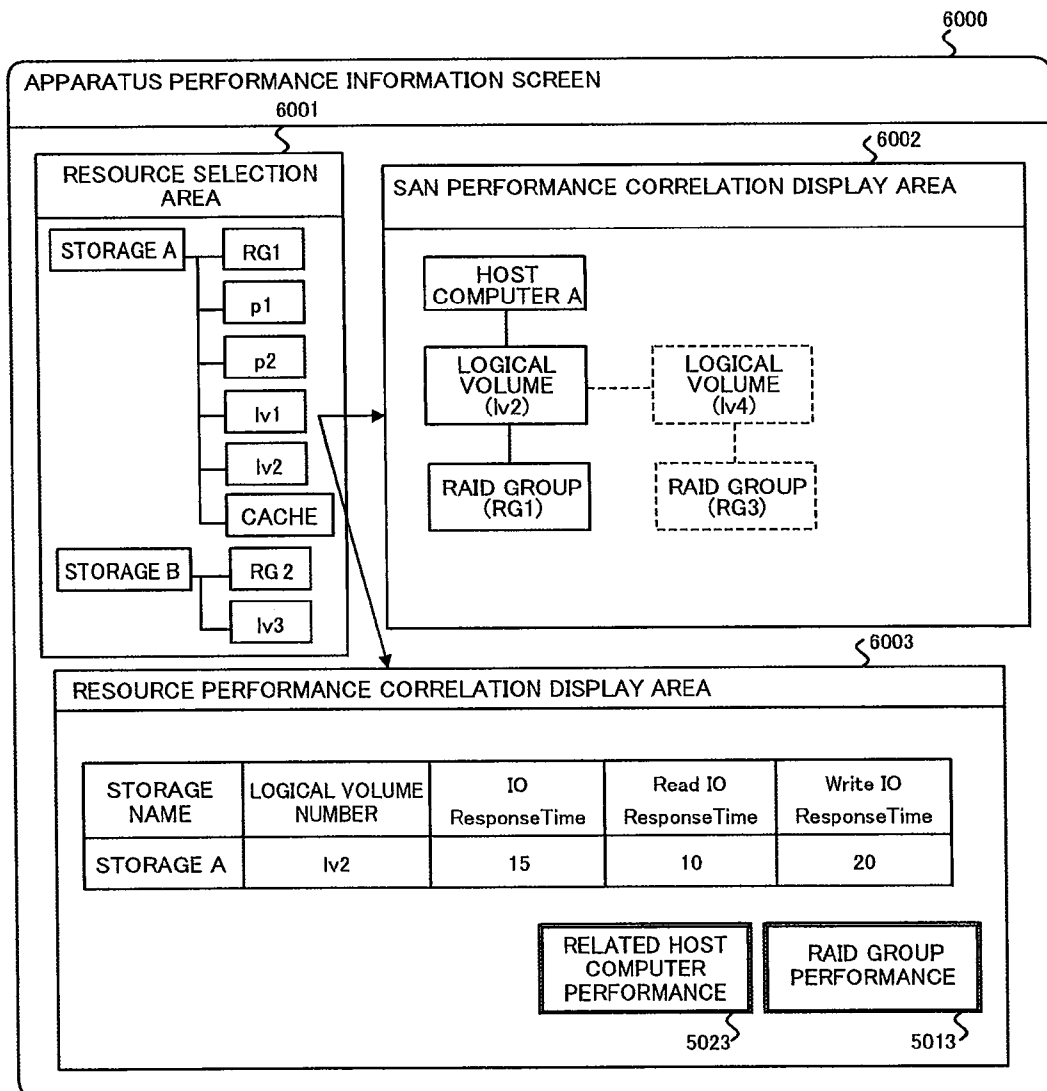 6000
APPARATUS PERFORMANCE INFORMATION SCREEN
6001
6002
RESOURCE SELECTION
AREA
STORAGE A
RG1
p1
p2
lv1
lv2
CACHE
STORAGE B
RG 2
lv3
SAN PERFORMANCE CORRELATION DISPLAY AREA
HOST
COMPUTER A
LOGICAL
VOLUME
(lv2)
LOGICAL
VOLUME
(lv4)
RAID GROUP
(RG1)
RAID GROUP
(RG3)
6003
RESOURCE PERFORMANCE CORRELATION DISPLAY AREA
STORAGE
NAME
LOGICAL VOLUME
NUMBER
IO
ResponseTime
Read IO
ResponseTime
Write IO
ResponseTime
STORAGE A
lv2
15
10
20
RELATED HOST
COMPUTER
PERFORMANCE
RAID GROUP
PERFORMANCE
5023
5013